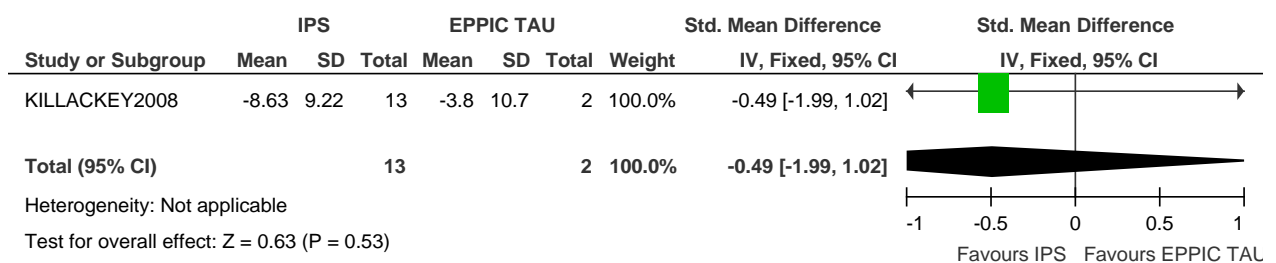 IPS EPPIC TAU Std. Mean Difference Std. Mean Difference
Study or Subgroup Mean SD Total Mean SD Total Weight IV, Fixed, 95% CI IV, Fixed, 95% CI
KILLACKEY2008 -8.63 9.22 13 -3.8 10.7 2 100.0% -0.49 [-1.99, 1.02]
Total (95% CI) 13 2 100.0% -0.49 [-1.99, 1.02]
Heterogeneity: Not applicable
Test for overall effect: Z = 0.63 (P = 0.53)
-1 -0.5 0 0.5 1
Favours IPS Favours EPPIC TAU